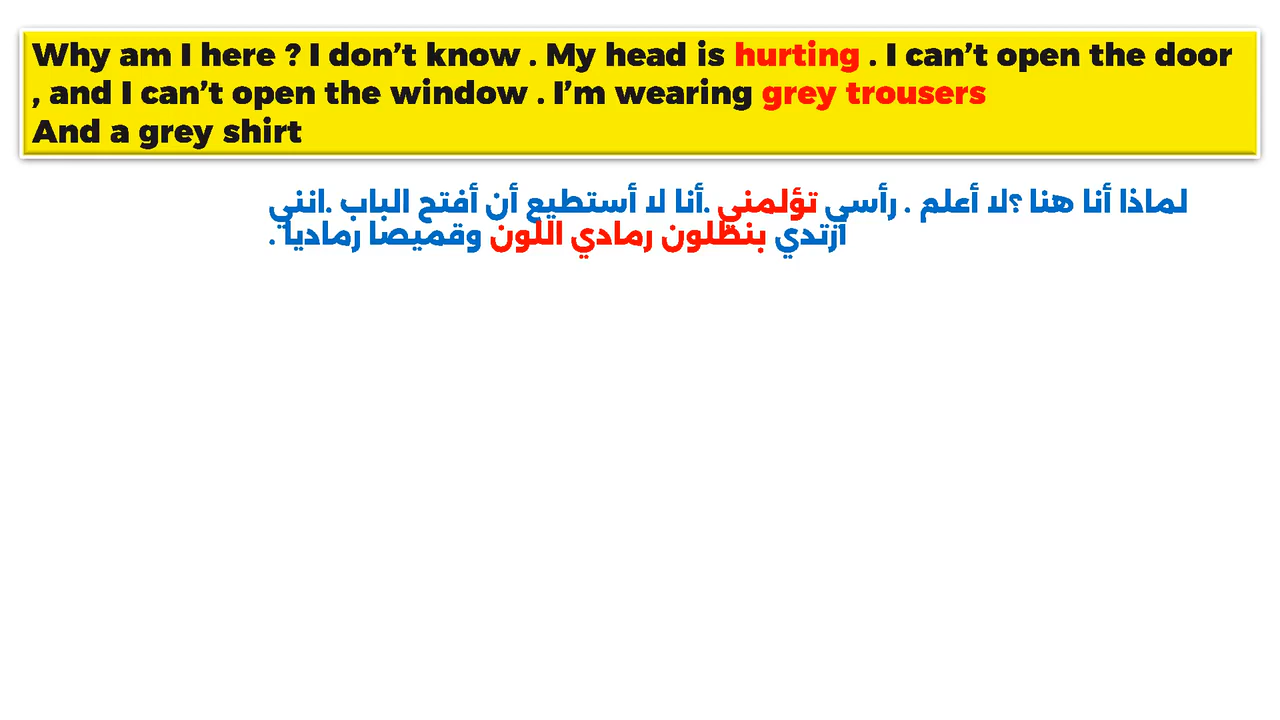 Why am I here ? I don’t know . My head is hurting . I can’t open the door
, and I can’t open the window . I’m wearing grey trousers
And a grey shirt
لماذا أنا هنا ؟لا أعلم . رأسي تؤلمني .أنا لا أستطيع أن أفتح الباب .انني
أرتدي بنطلون رمادي اللون وقميصا رماديا .